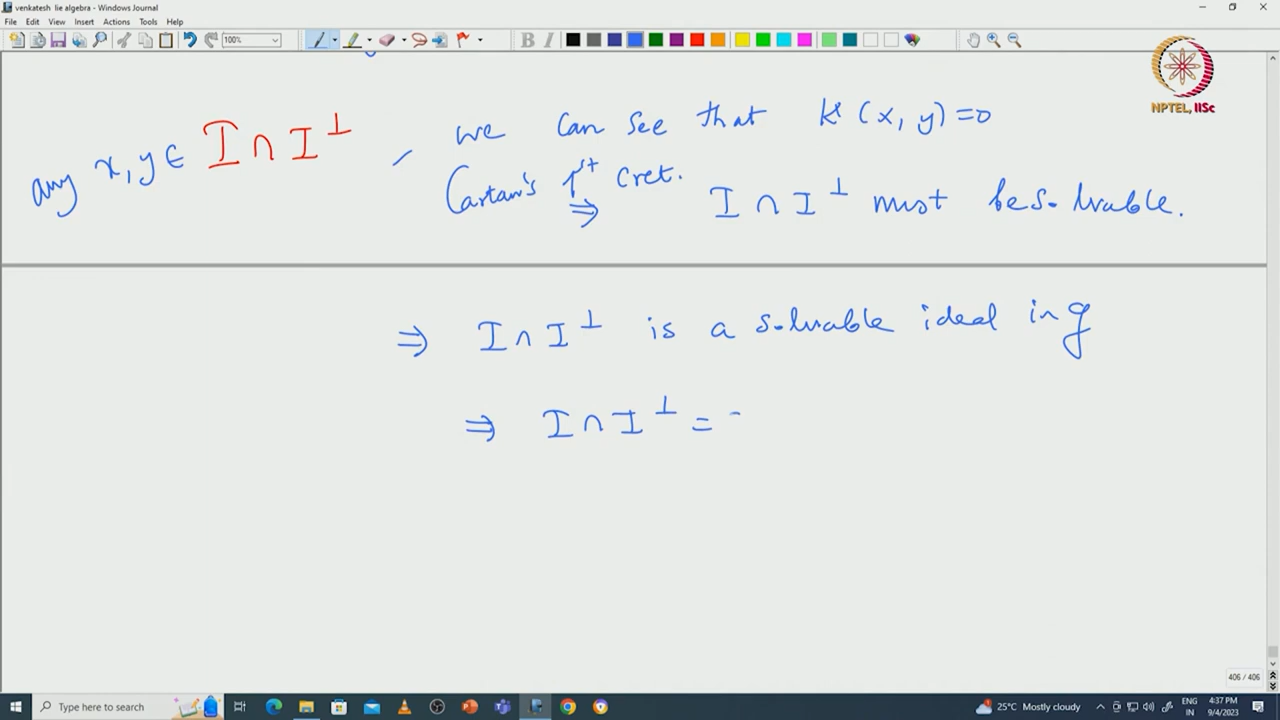 venkatesh lie algebra - Windows Journal
File Edit View Insert Actions Tools Help
100%
NPTEL, IISc
any x, y ∈ I ∩ I⊥, we can see that K(x, y) = 0
Cartan's 1st Cret. ⇒ I ∩ I⊥ must be solvable.
⇒ I ∩ I⊥ is a solvable ideal in g
⇒ I ∩ I⊥ =
406 / 406
Type here to search
25°C Mostly cloudy
ENG
IN
4:37 PM
9/4/2023